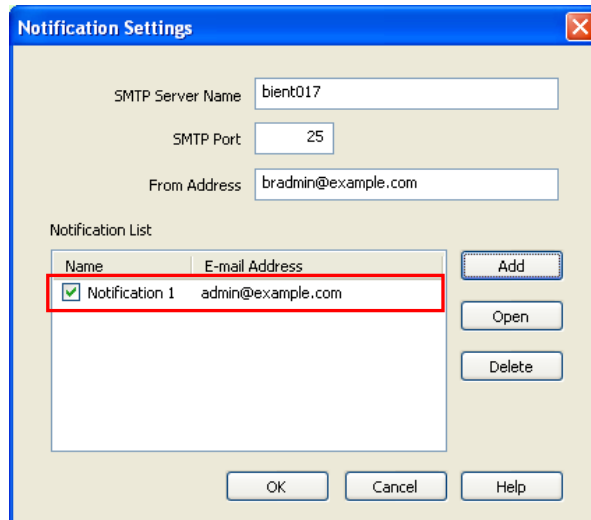 Notification Settings
SMTP Server Name bient017
SMTP Port 25
From Address bradmin@example.com
Notification List
Name E-mail Address Add
Notification 1 admin@example.com
Open
Delete
OK Cancel Help